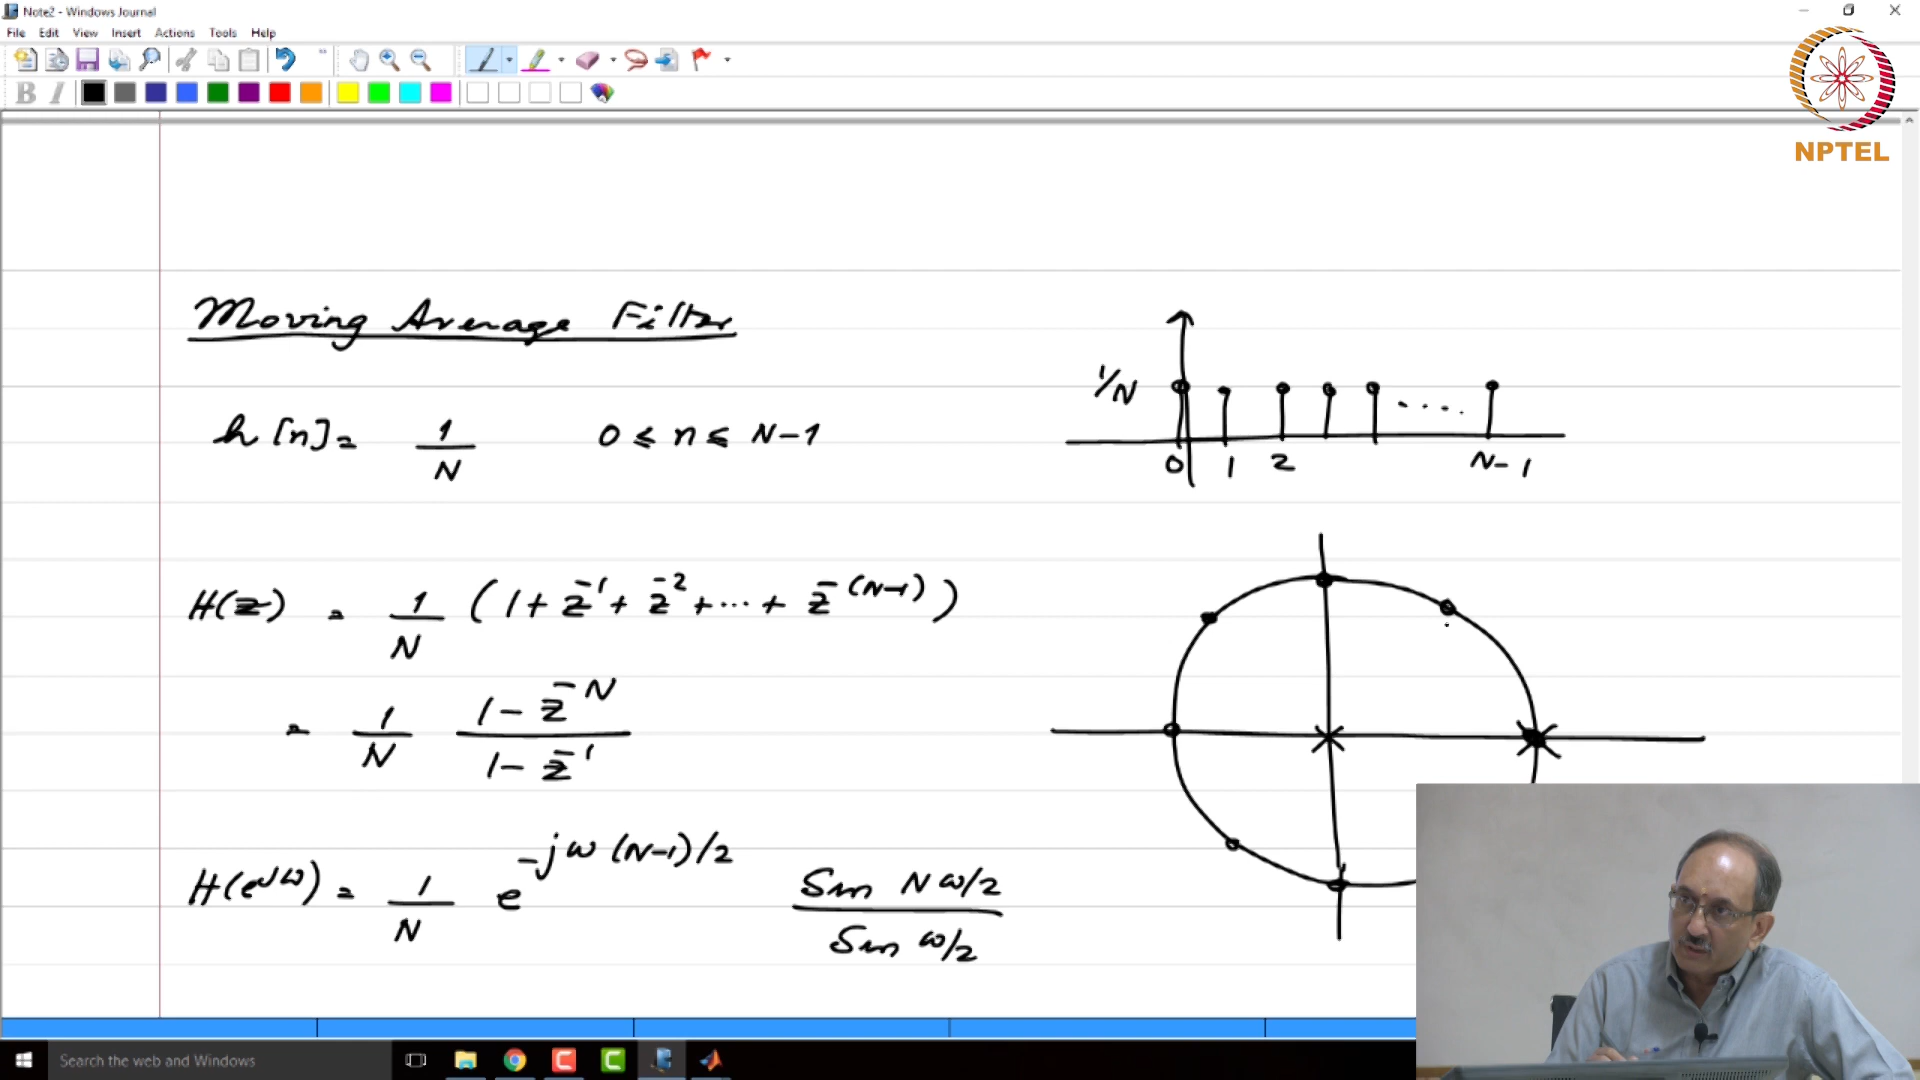 Note2 - Windows Journal
File Edit View Insert Actions Tools Help
B I
NPTEL
Moving Average Filter
h[n] = 1/N 0 ≤ n ≤ N-1
1/N
0 1 2 N-1
H(z) = 1/N (1 + z^-1 + z^-2 + ... + z^-(N-1))
= 1/N (1 - z^-N)/(1 - z^-1)
H(e^jω) = 1/N e^-jω(N-1)/2 Sin Nω/2 / Sin ω/2
Search the web and Windows